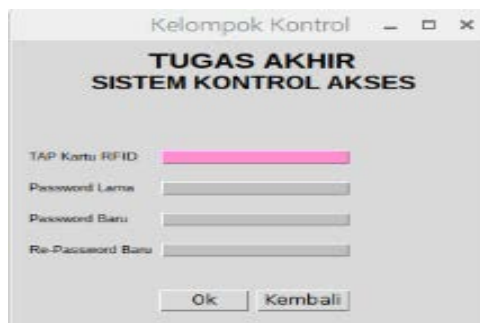 Kelompok Kontrol
TUGAS AKHIR
SISTEM KONTROL AKSES
TAP Kartu RFID
Password Lama
Password Baru
Re-Password Baru
Ok Kembali